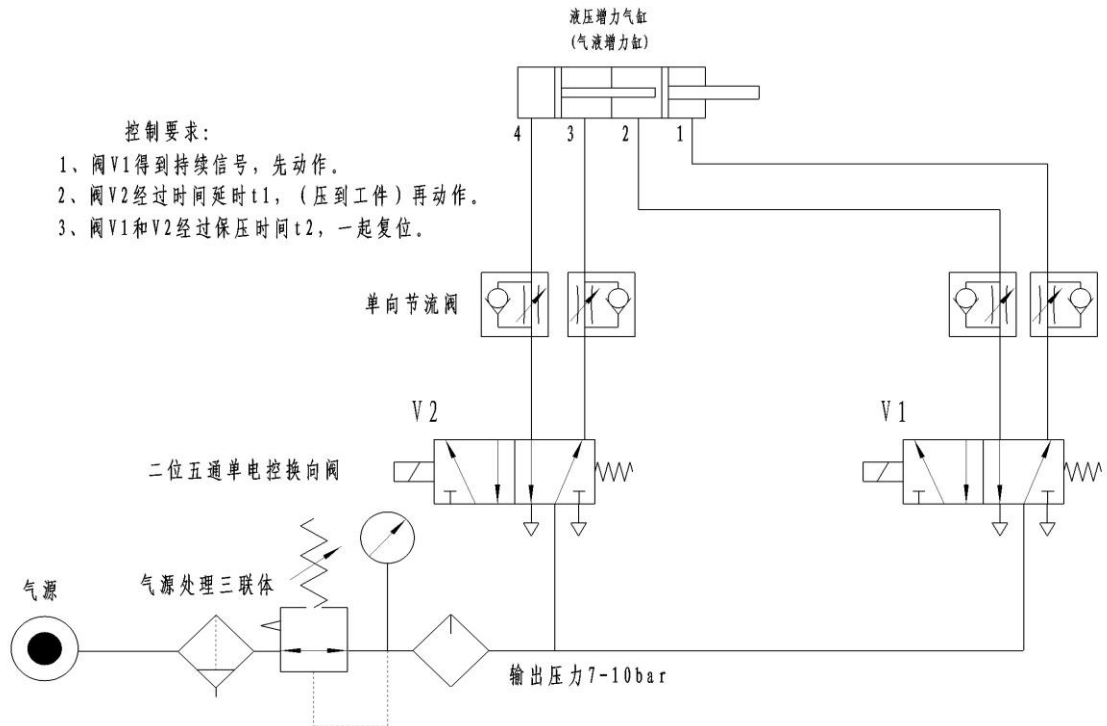 液压增力气缸
(气液增力缸)
4 3 2 1
控制要求:
1、阀V1得到持续信号,先动作。
2、阀V2经过时间延时t1,(压到工件)再动作。
3、阀V1和V2经过保压时间t2,一起复位。
单向节流阀
V2
V1
二位五通单电控换向阀
气源
气源处理三联体
输出压力7-10bar